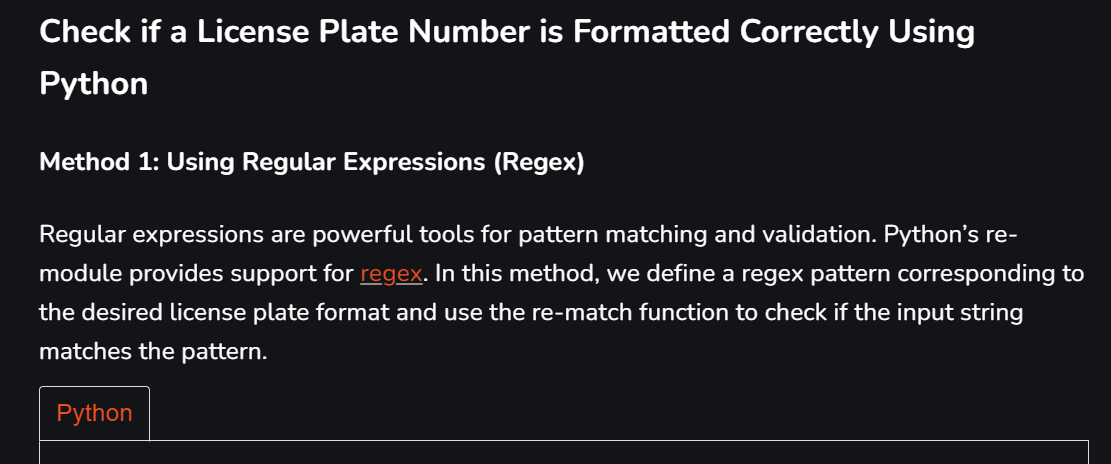 Check if a License Plate Number is Formatted Correctly Using
Python
Method 1: Using Regular Expressions (Regex)
Regular expressions are powerful tools for pattern matching and validation. Python’s re-
module provides support for regex. In this method, we define a regex pattern corresponding to
the desired license plate format and use the re-match function to check if the input string
matches the pattern.
Python